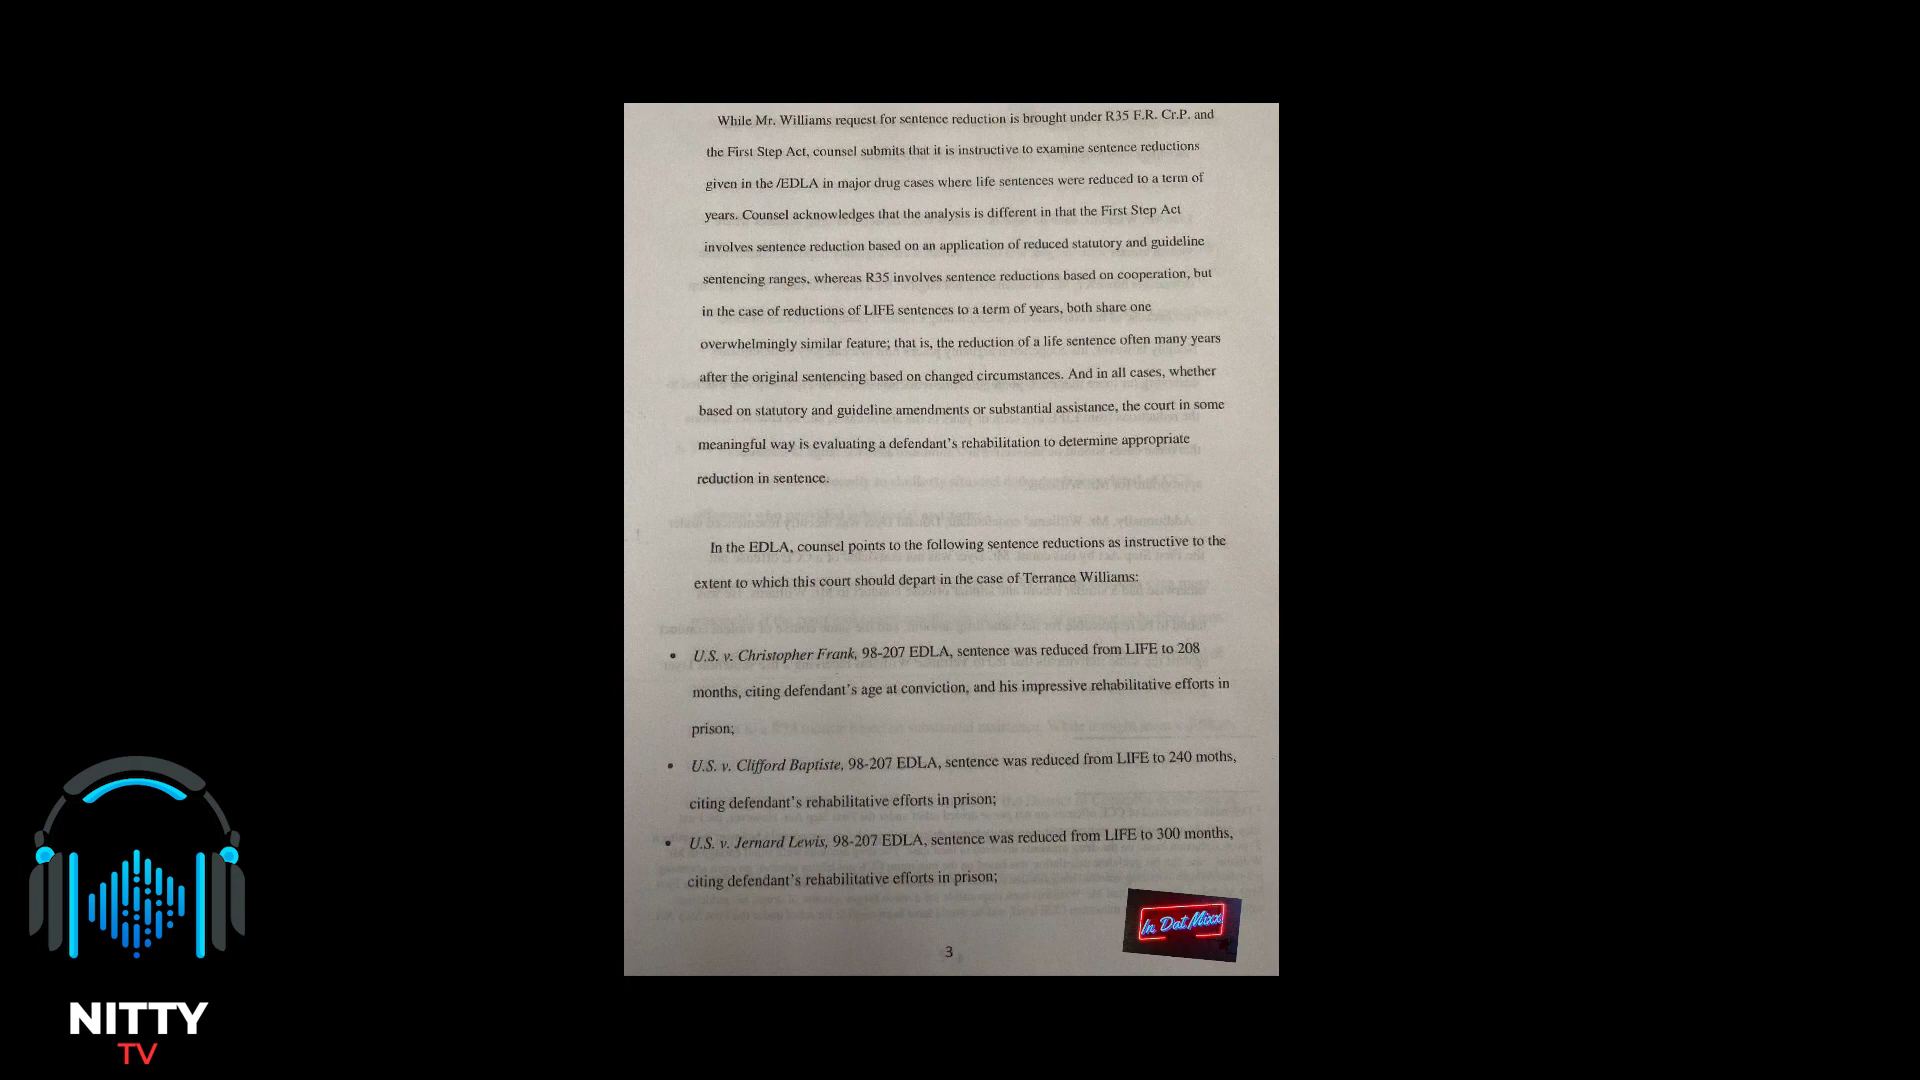 While Mr. Williams request for sentence reduction is brought under R35 F.R. Cr.P. and
the First Step Act, counsel submits that it is instructive to examine sentence reductions
given in the /EDLA in major drug cases where life sentences were reduced to a term of
years. Counsel acknowledges that the analysis is different in that the First Step Act
involves sentence reduction based on an application of reduced statutory and guideline
sentencing ranges, whereas R35 involves sentence reductions based on cooperation, but
in the case of reductions of LIFE sentences to a term of years, both share one
overwhelmingly similar feature; that is, the reduction of a life sentence often many years
after the original sentencing based on changed circumstances. And in all cases, whether
based on statutory and guideline amendments or substantial assistance, the court in some
meaningful way is evaluating a defendant's rehabilitation to determine appropriate
reduction in sentence.
In the EDLA, counsel points to the following sentence reductions as instructive to the
extent to which this court should depart in the case of Terrance Williams:
• U.S. v. Christopher Frank, 98-207 EDLA, sentence was reduced from LIFE to 208
months, citing defendant's age at conviction, and his impressive rehabilitative efforts in
prison;
• U.S. v. Clifford Baptiste, 98-207 EDLA, sentence was reduced from LIFE to 240 moths,
citing defendant's rehabilitative efforts in prison;
• U.S. v. Jernard Lewis, 98-207 EDLA, sentence was reduced from LIFE to 300 months,
citing defendant's rehabilitative efforts in prison;
3
In Dat Mixx
NITTY
TV